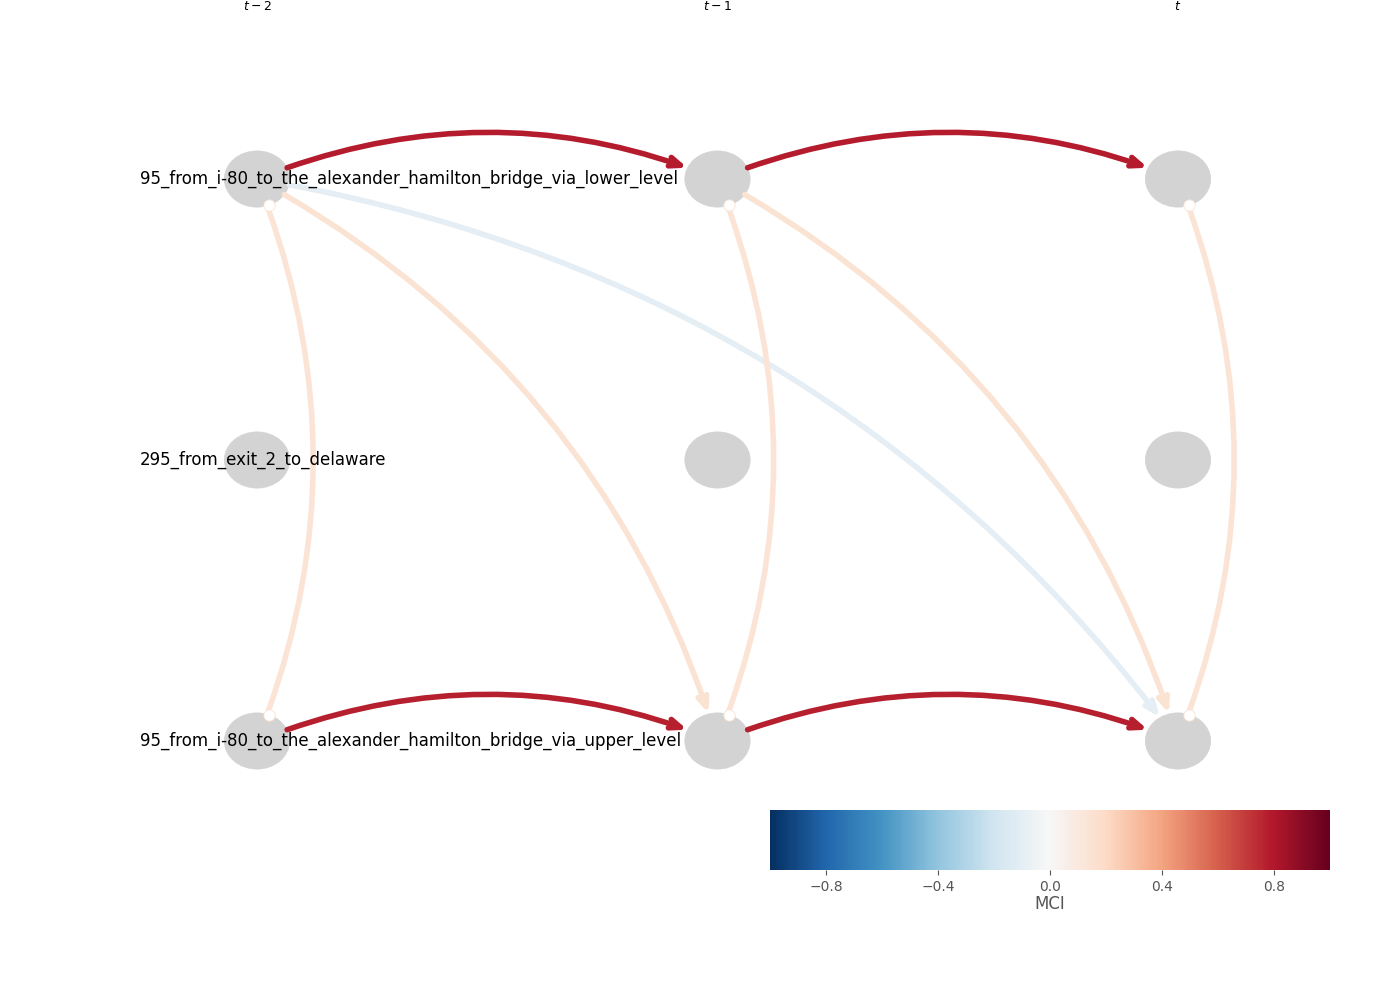 t − 2 t − 1 t
95_from_i-80_to_the_alexander_hamilton_bridge_via_lower_level
295_from_exit_2_to_delaware
95_from_i-80_to_the_alexander_hamilton_bridge_via_upper_level
−0.8 −0.4 0.0 0.4 0.8
MCI